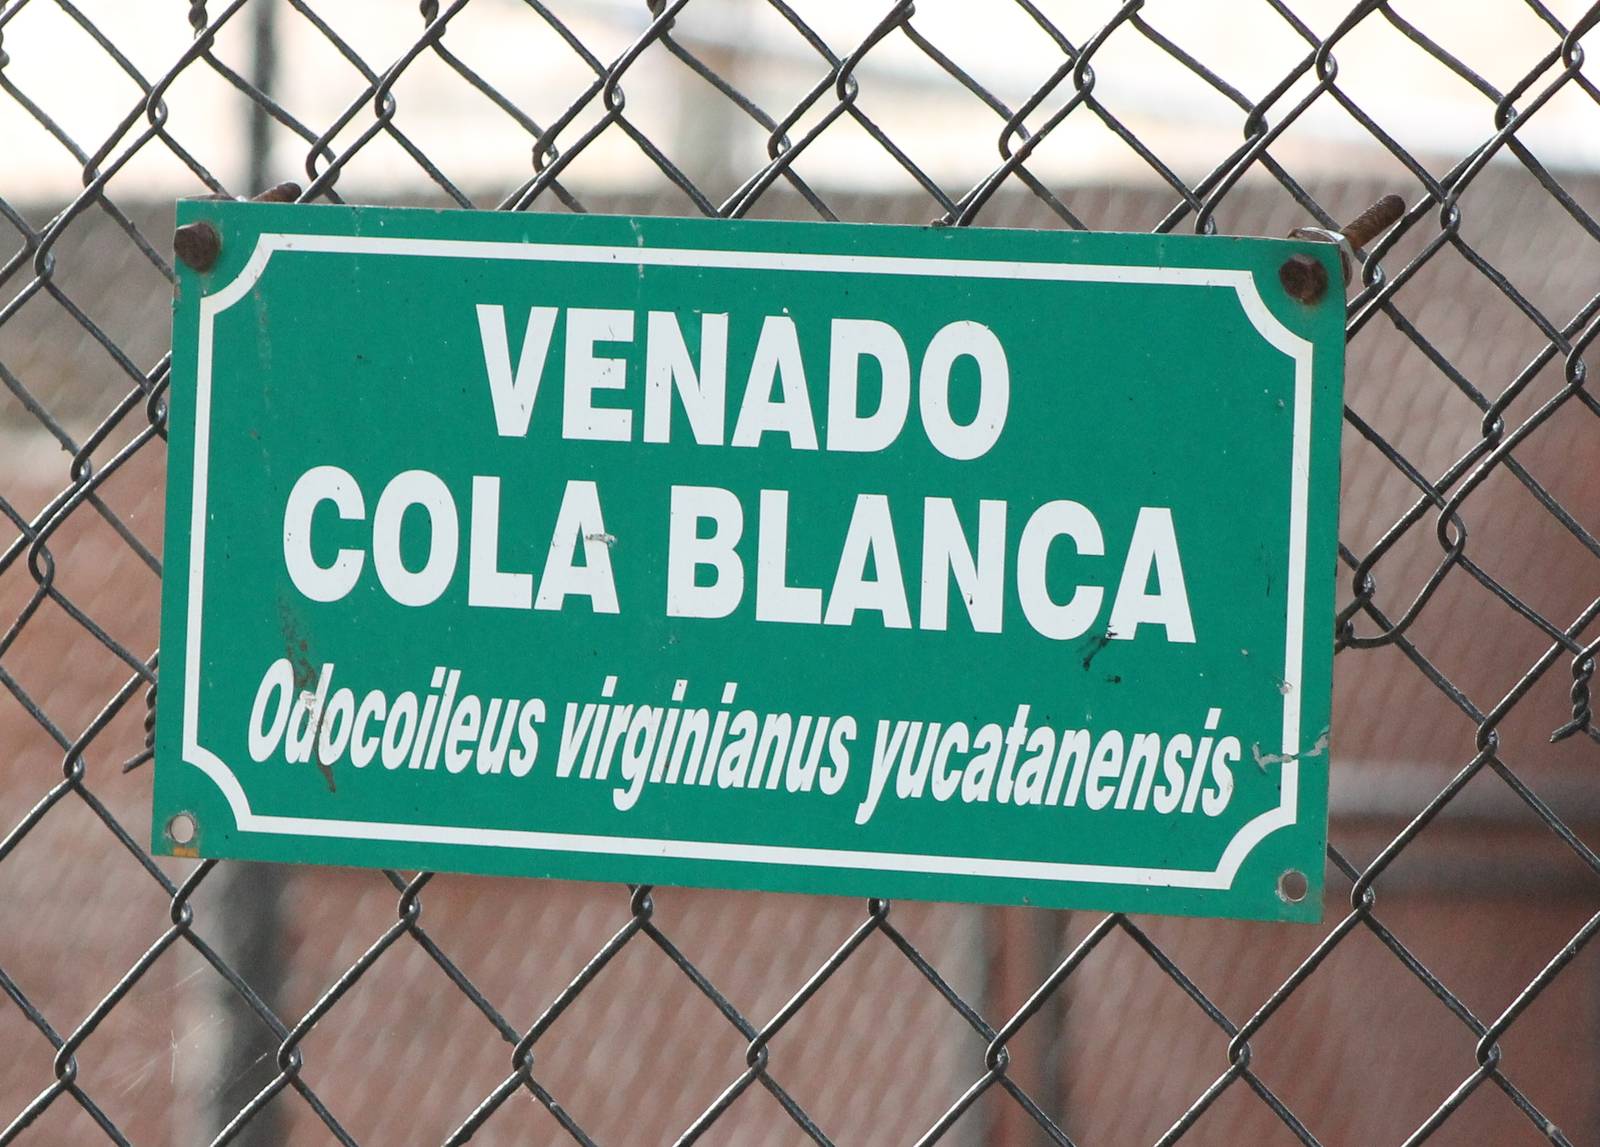 VENADO
COLA BLANCA
Odocoileus virginianus yucatanensis